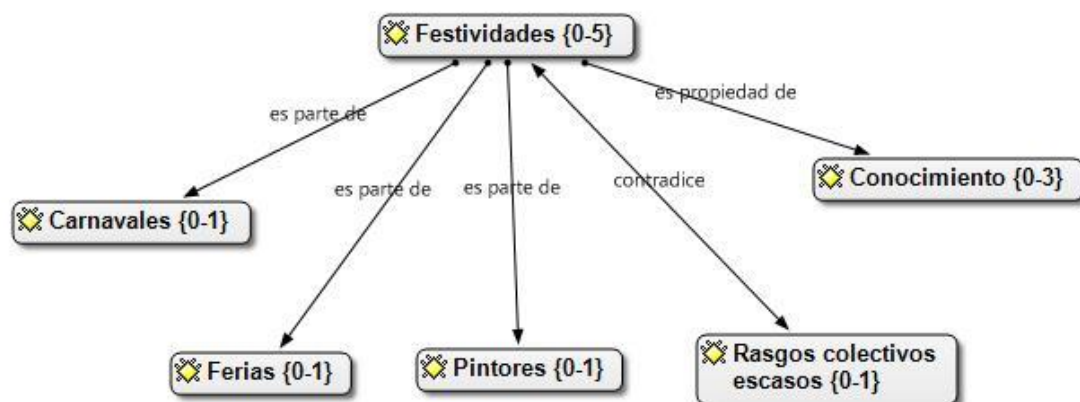 Festividades {0-5}
es propiedad de
es parte de
Conocimiento {0-3}
contradice
es parte de
es parte de
Carnavales {0-1}
Rasgos colectivos
escasos {0-1}
Ferias {0-1}
Pintores {0-1}